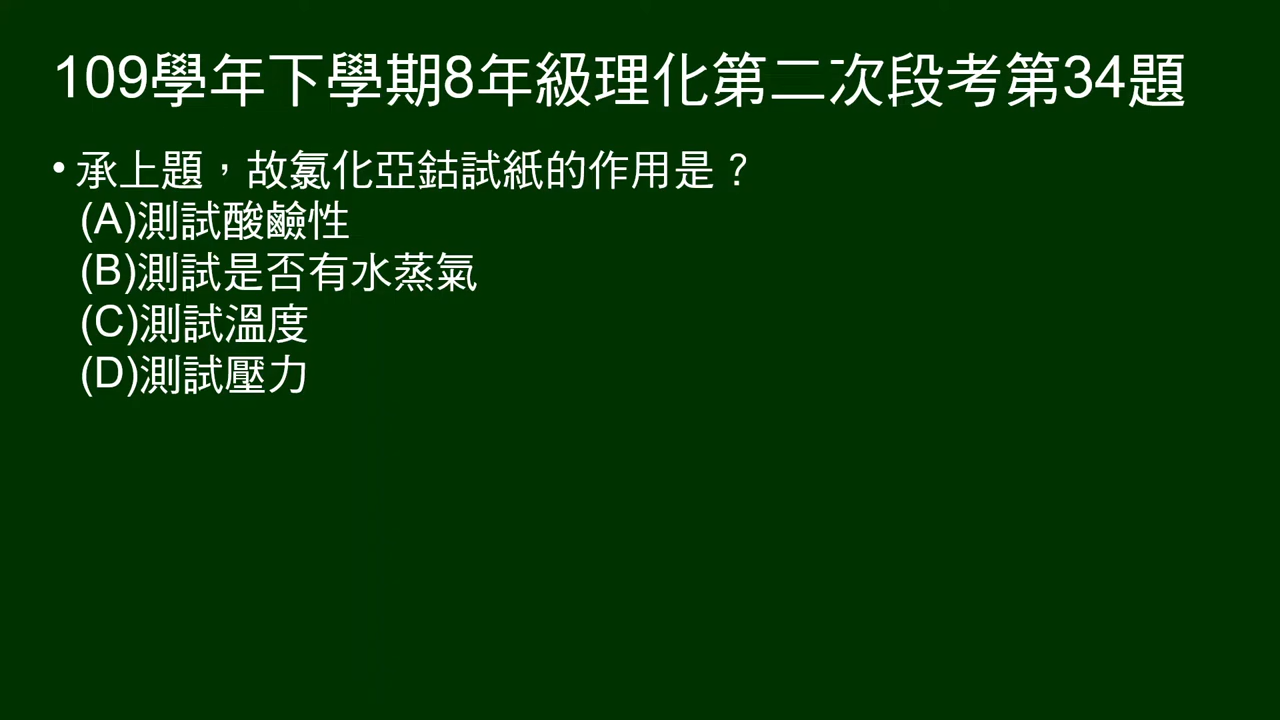 109學年下學期8年級理化第二次段考第34題
•承上題，故氯化亞鈷試紙的作用是？
(A)測試酸鹼性
(B)測試是否有水蒸氣
(C)測試溫度
(D)測試壓力